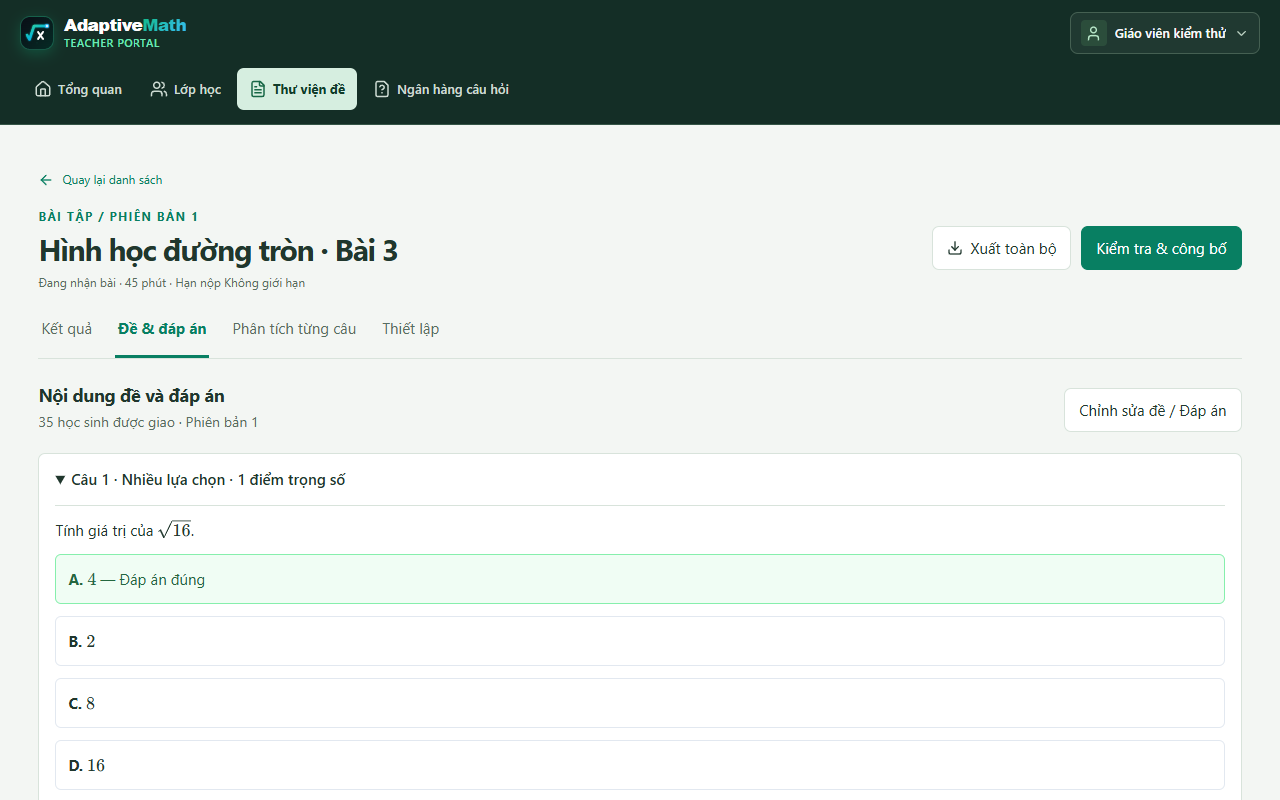 AdaptiveMath
TEACHER PORTAL
Giáo viên kiểm thử
Tổng quan
Lớp học
Thư viện đề
Ngân hàng câu hỏi
Quay lại danh sách
BÀI TẬP / PHIÊN BẢN 1
Hình học đường tròn · Bài 3
Đang nhận bài · 45 phút · Hạn nộp Không giới hạn
Xuất toàn bộ
Kiểm tra & công bố
Kết quả
Đề & đáp án
Phân tích từng câu
Thiết lập
Nội dung đề và đáp án
35 học sinh được giao · Phiên bản 1
Chỉnh sửa đề / Đáp án
▼ Câu 1 · Nhiều lựa chọn · 1 điểm trọng số
Tính giá trị của √16.
A. 4 — Đáp án đúng
B. 2
C. 8
D. 16